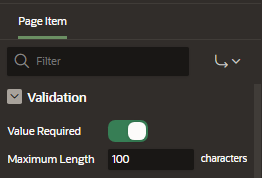 Page Item
Filter
Validation
Value Required
Maximum Length 100 characters